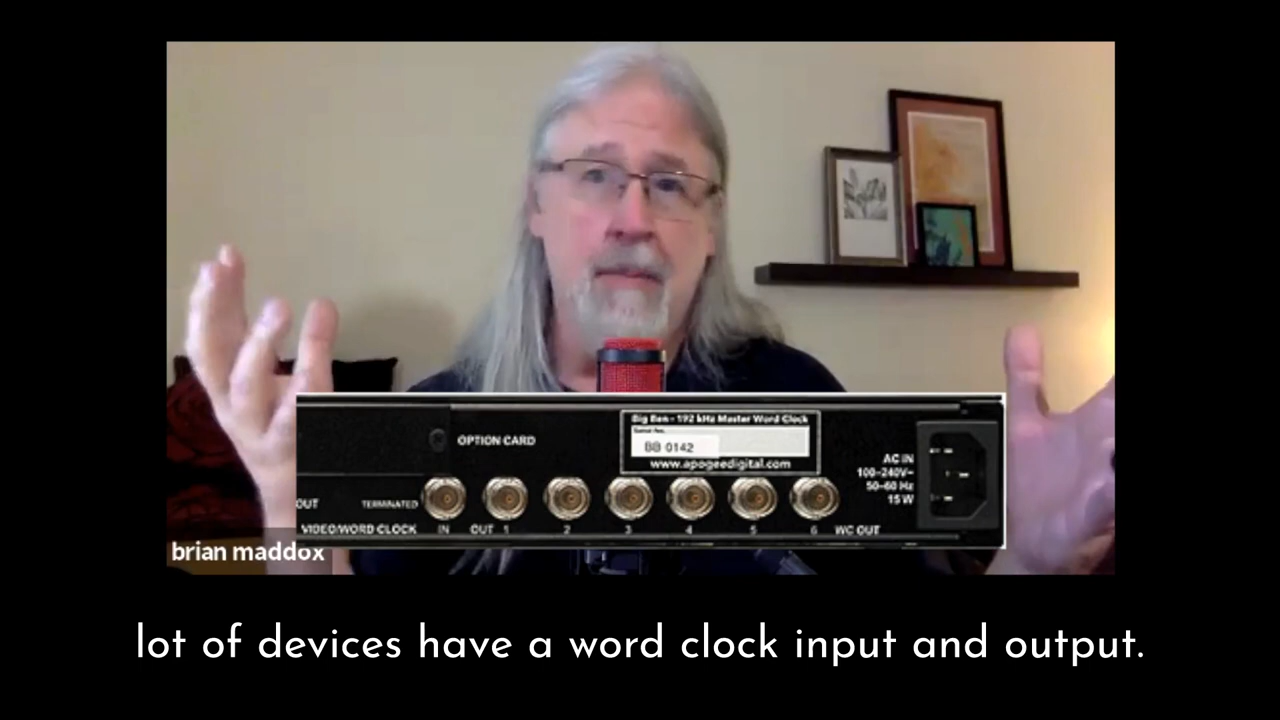 Big Ben - 192 kHz Master Word Clock
Serial No.
BB 0142
www.apogeedigital.com
OPTION CARD
AC IN
100-240V~
50-60 Hz
15 W
OUT
TERMINATED
VIDEO/WORD CLOCK IN OUT 1 2 3 4 5 6 WC OUT
brian maddox
lot of devices have a word clock input and output.